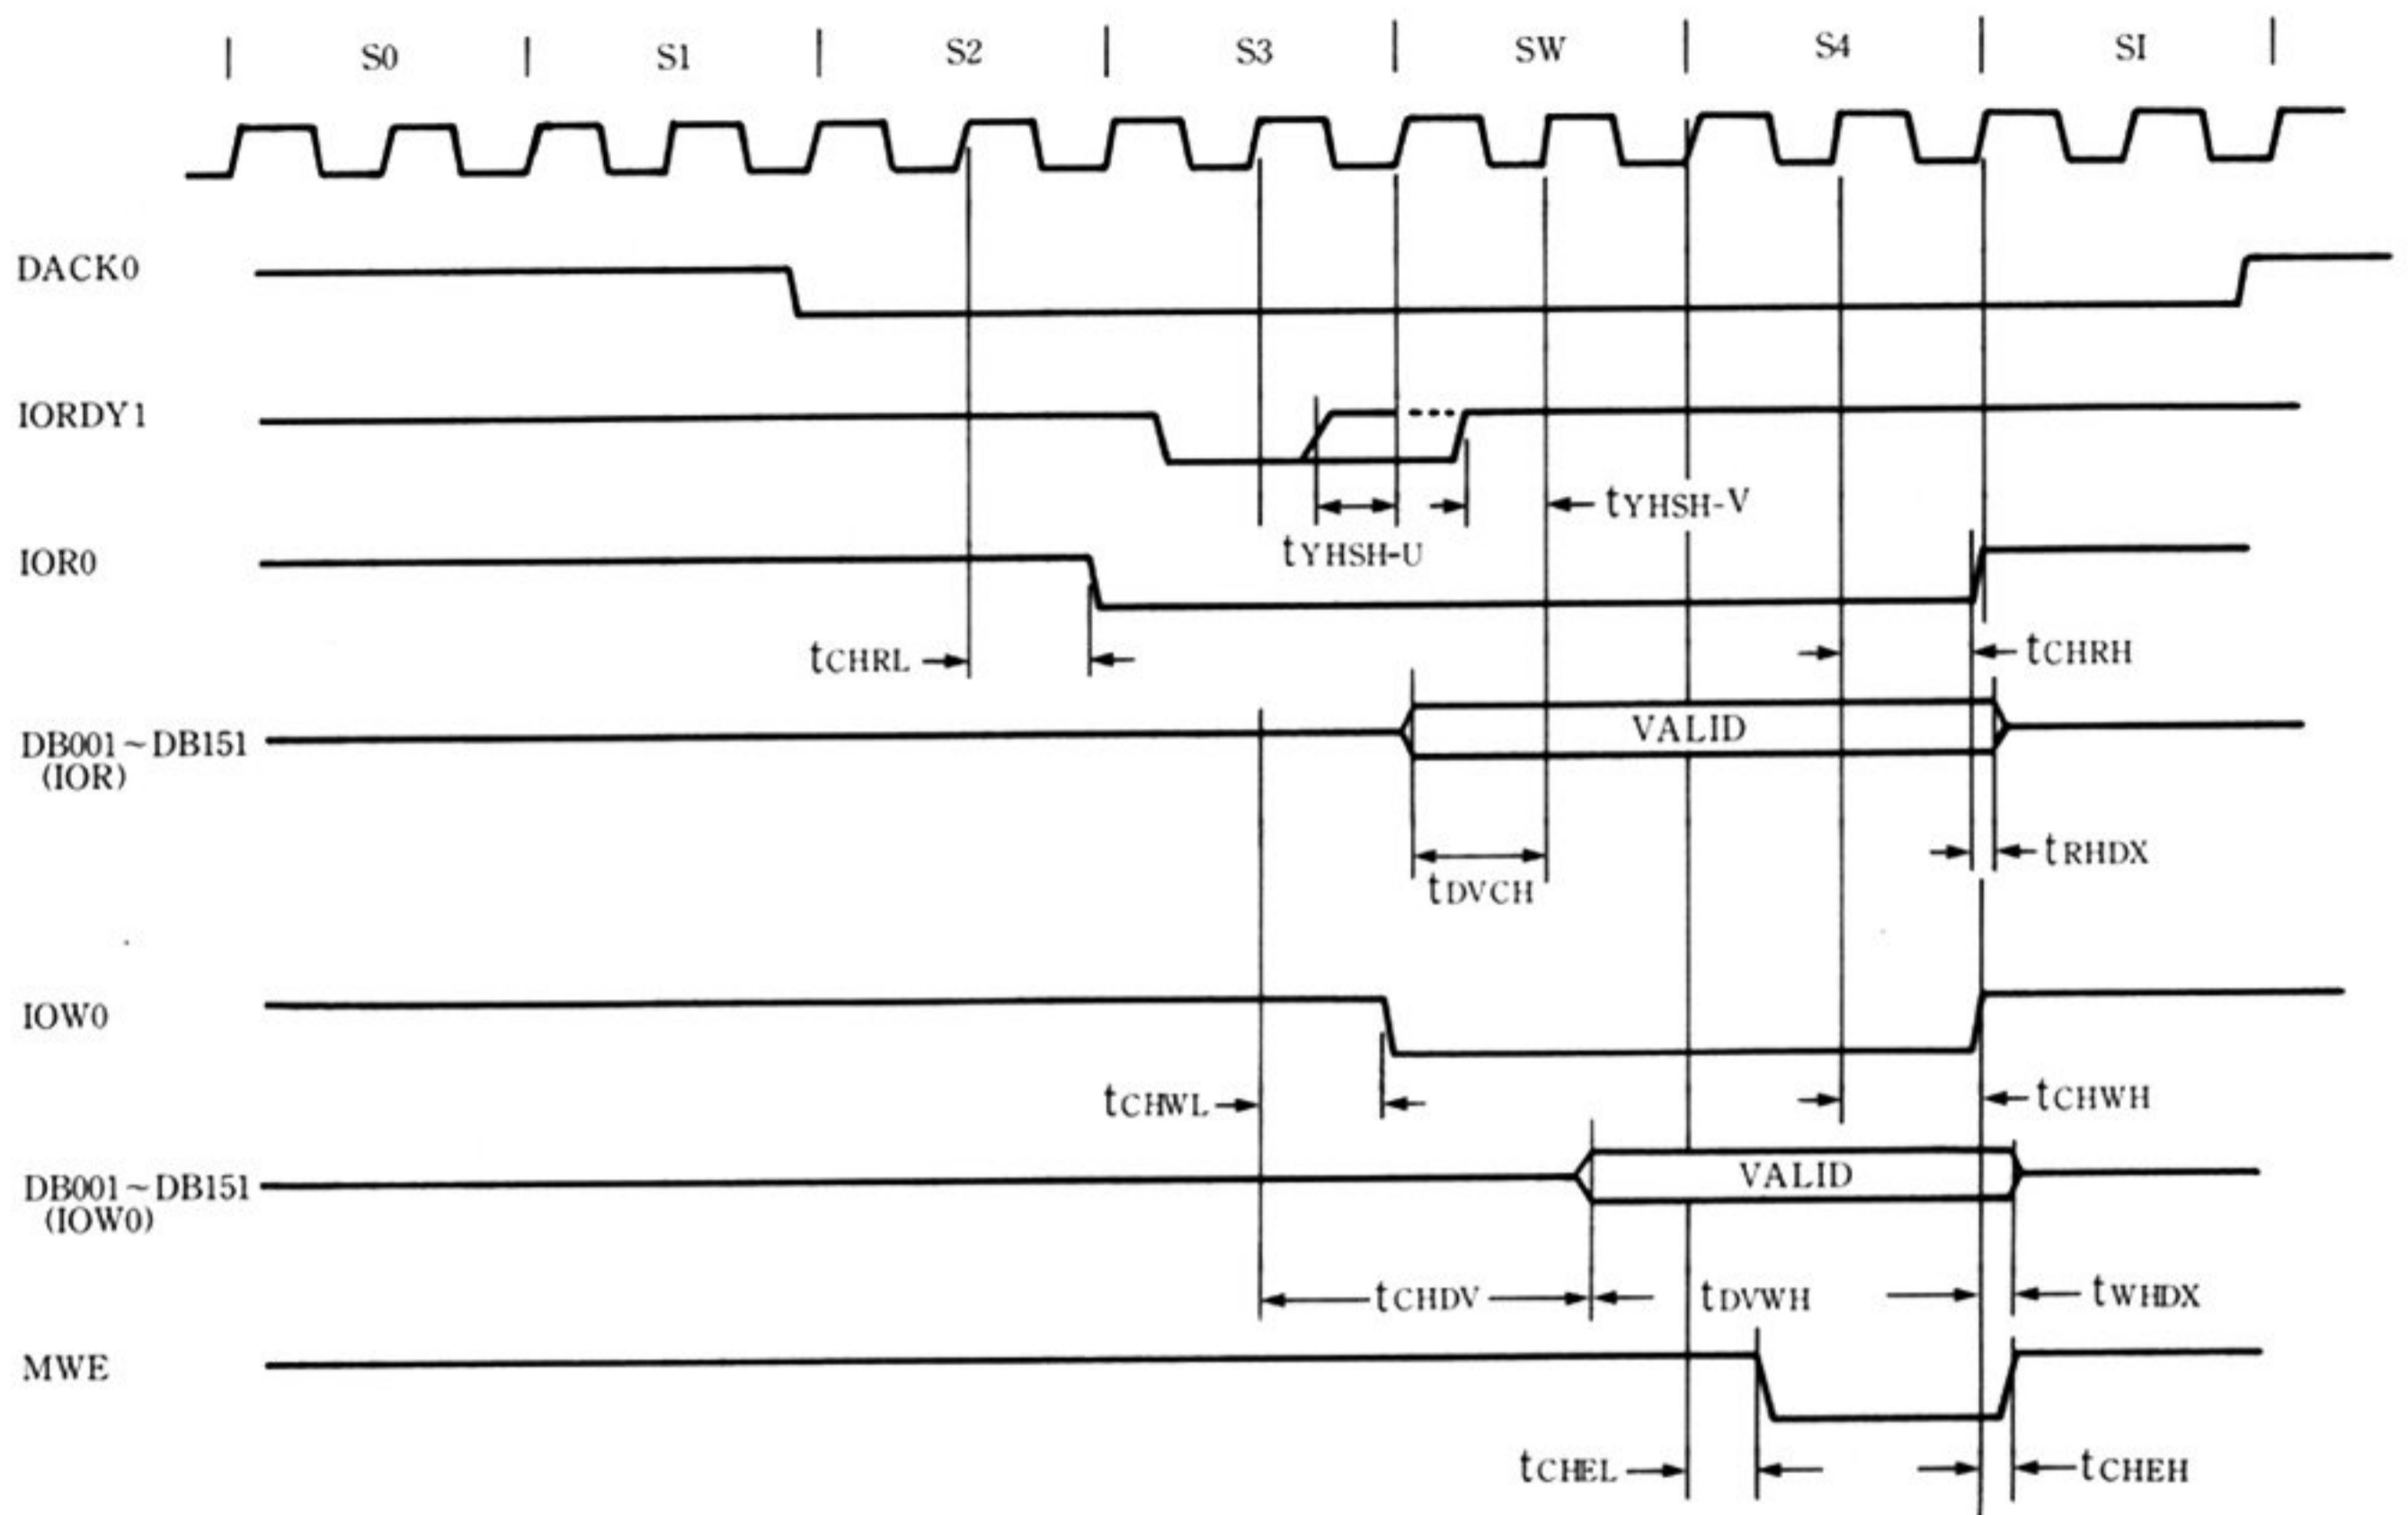 S0 S1 S2 S3 SW S4 SI
DACK0
IORDY1
tYHSH-V
tYHSH-U
IOR0
tCHRL
tCHRH
DB001~DB151
(IOR)
VALID
tRHDX
tDVCH
IOW0
tCHWL
tCHWH
DB001~DB151
(IOW0)
VALID
tCHDV
tDVWH
tWHDX
MWE
tCHEL
tCHEH